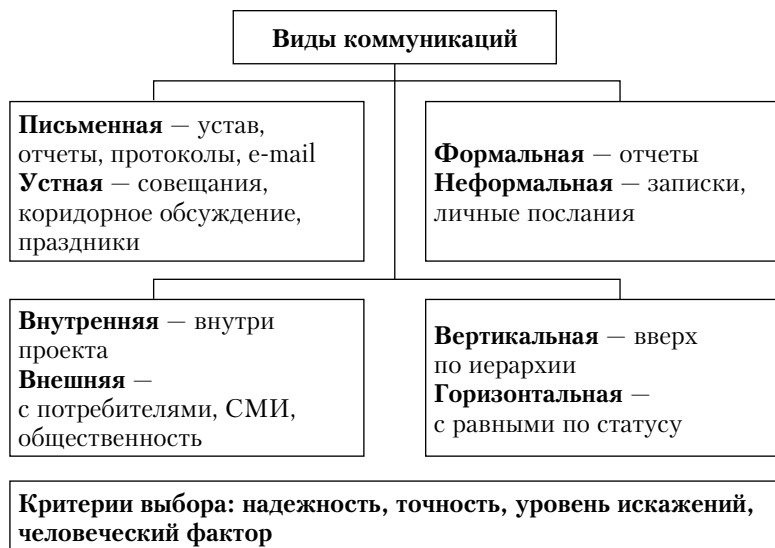 Виды коммуникаций
Письменная — устав,
отчеты, протоколы, e-mail
Устная — совещания,
коридорное обсуждение,
праздники
Формальная — отчеты
Неформальная — записки,
личные послания
Внутренняя — внутри
проекта
Внешняя —
с потребителями, СМИ,
общественность
Вертикальная — вверх
по иерархии
Горизонтальная —
с равными по статусу
Критерии выбора: надежность, точность, уровень искажений,
человеческий фактор